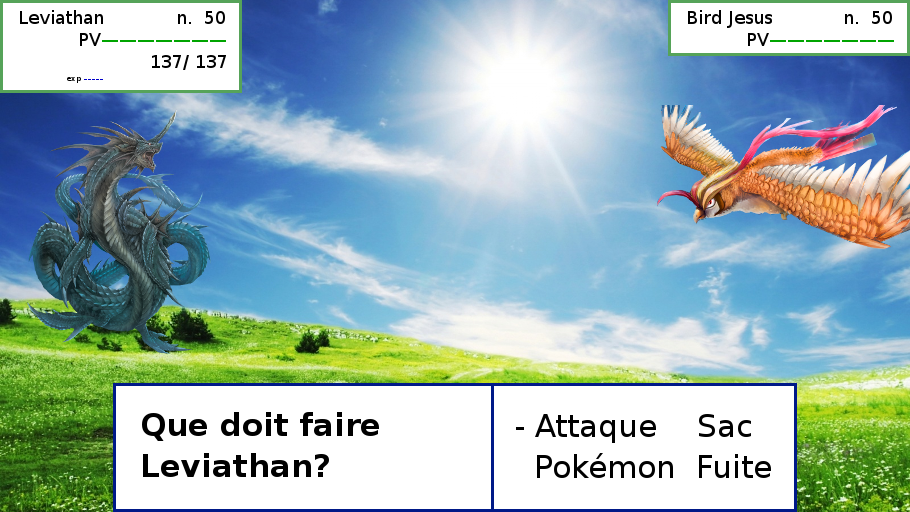 Leviathan n. 50
PV
137/ 137
exp
Bird Jesus n. 50
PV
Que doit faire
Leviathan?
- Attaque Sac
Pokémon Fuite